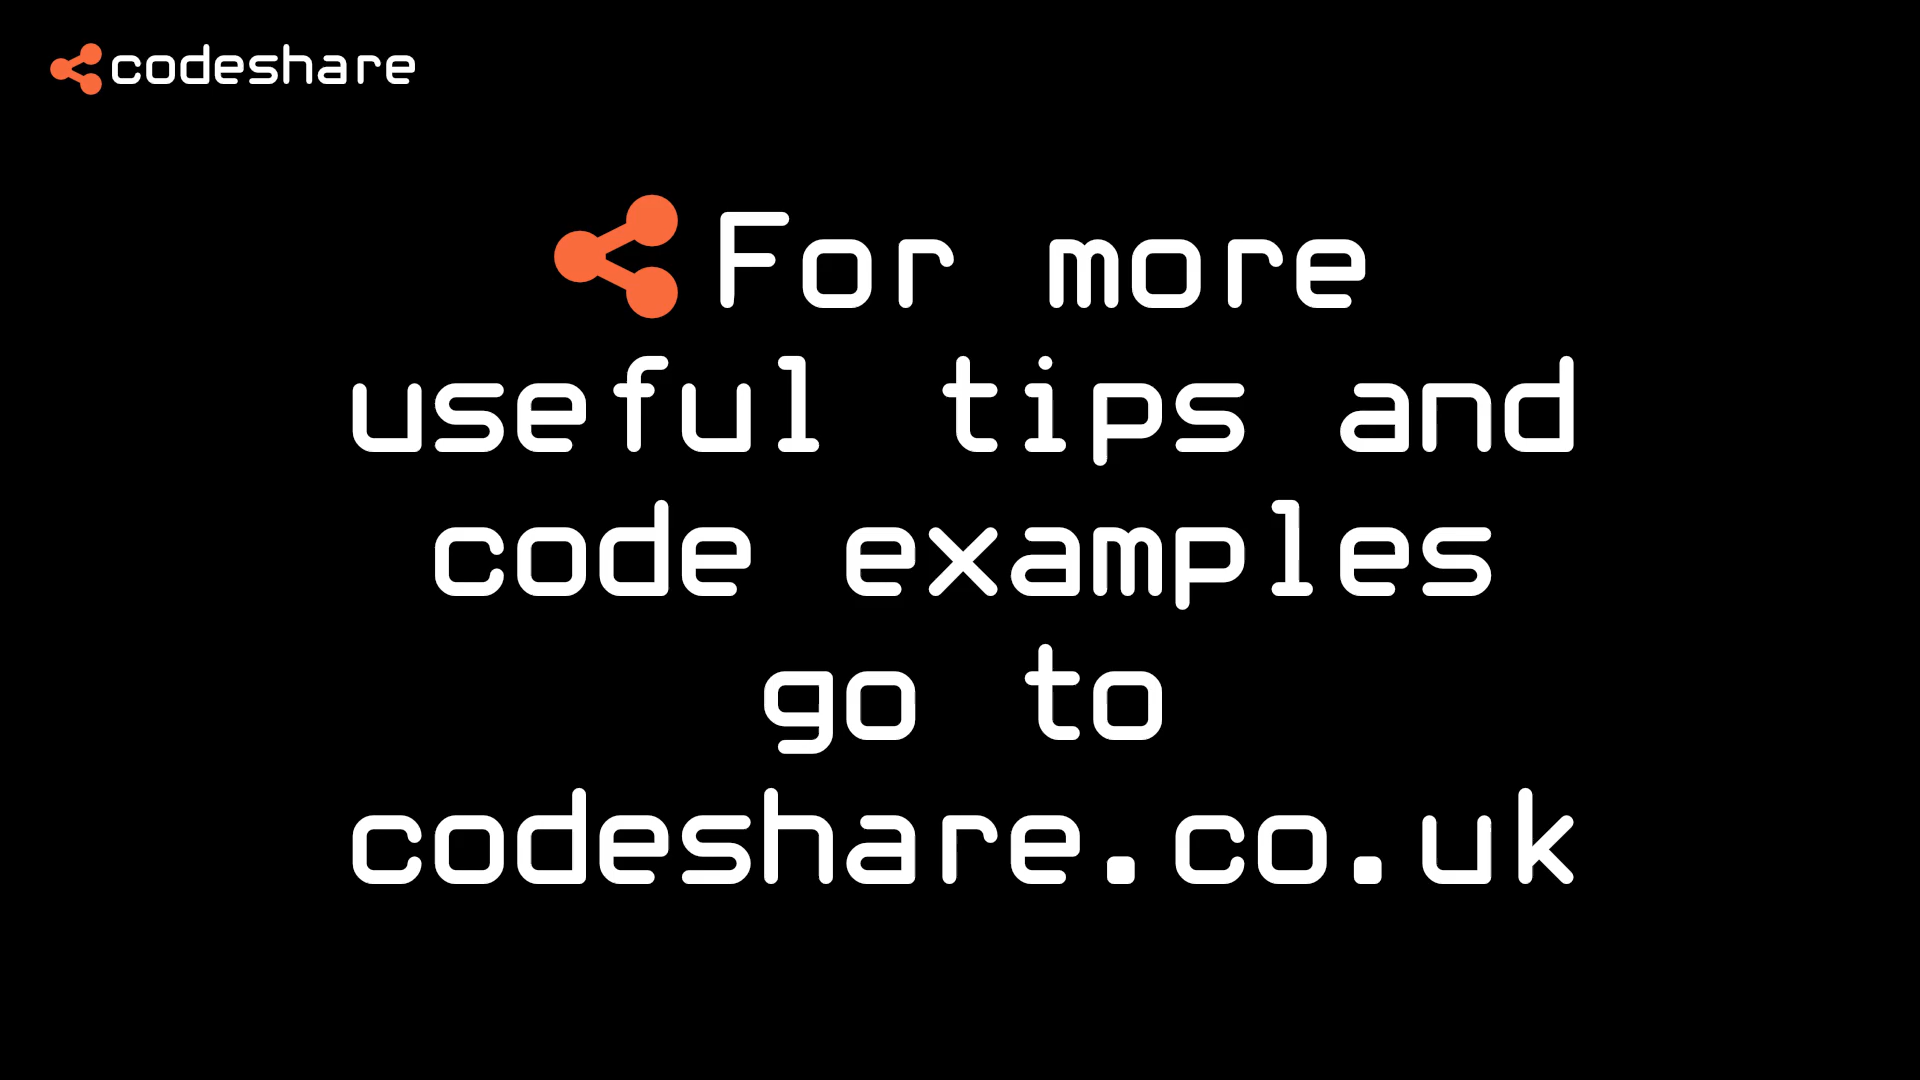 codeshare
For more
useful tips and
code examples
go to
codeshare.co.uk